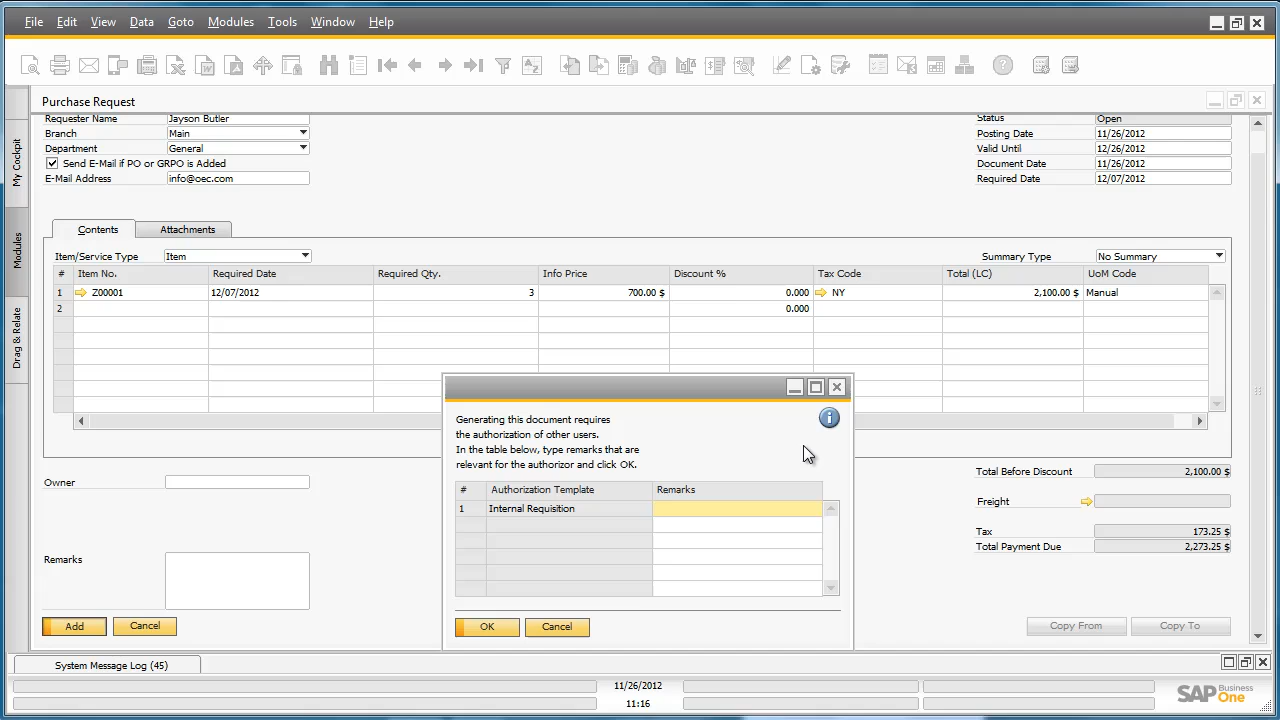 File Edit View Data Goto Modules Tools Window Help
Purchase Request
My Cockpit
Modules
Drag & Relate
Requester Name Jayson Butler
Branch Main
Department General
Send E-Mail if PO or GRPO is Added
E-Mail Address info@oec.com
Status Open
Posting Date 11/26/2012
Valid Until 12/26/2012
Document Date 11/26/2012
Required Date 12/07/2012
Contents Attachments
Item/Service Type Item
Summary Type No Summary
# Item No. Required Date Required Qty. Info Price Discount % Tax Code Total (LC) UoM Code
1 Z00001 12/07/2012 3 700.00 $ 0.000 NY 2,100.00 $ Manual
2 0.000
Generating this document requires
the authorization of other users.
In the table below, type remarks that are
relevant for the authorizor and click OK.
# Authorization Template Remarks
1 Internal Requisition
OK Cancel
Owner
Remarks
Total Before Discount 2,100.00 $
Freight
Tax 173.25 $
Total Payment Due 2,273.25 $
Add Cancel
Copy From Copy To
System Message Log (45)
11/26/2012
11:16
SAP Business One